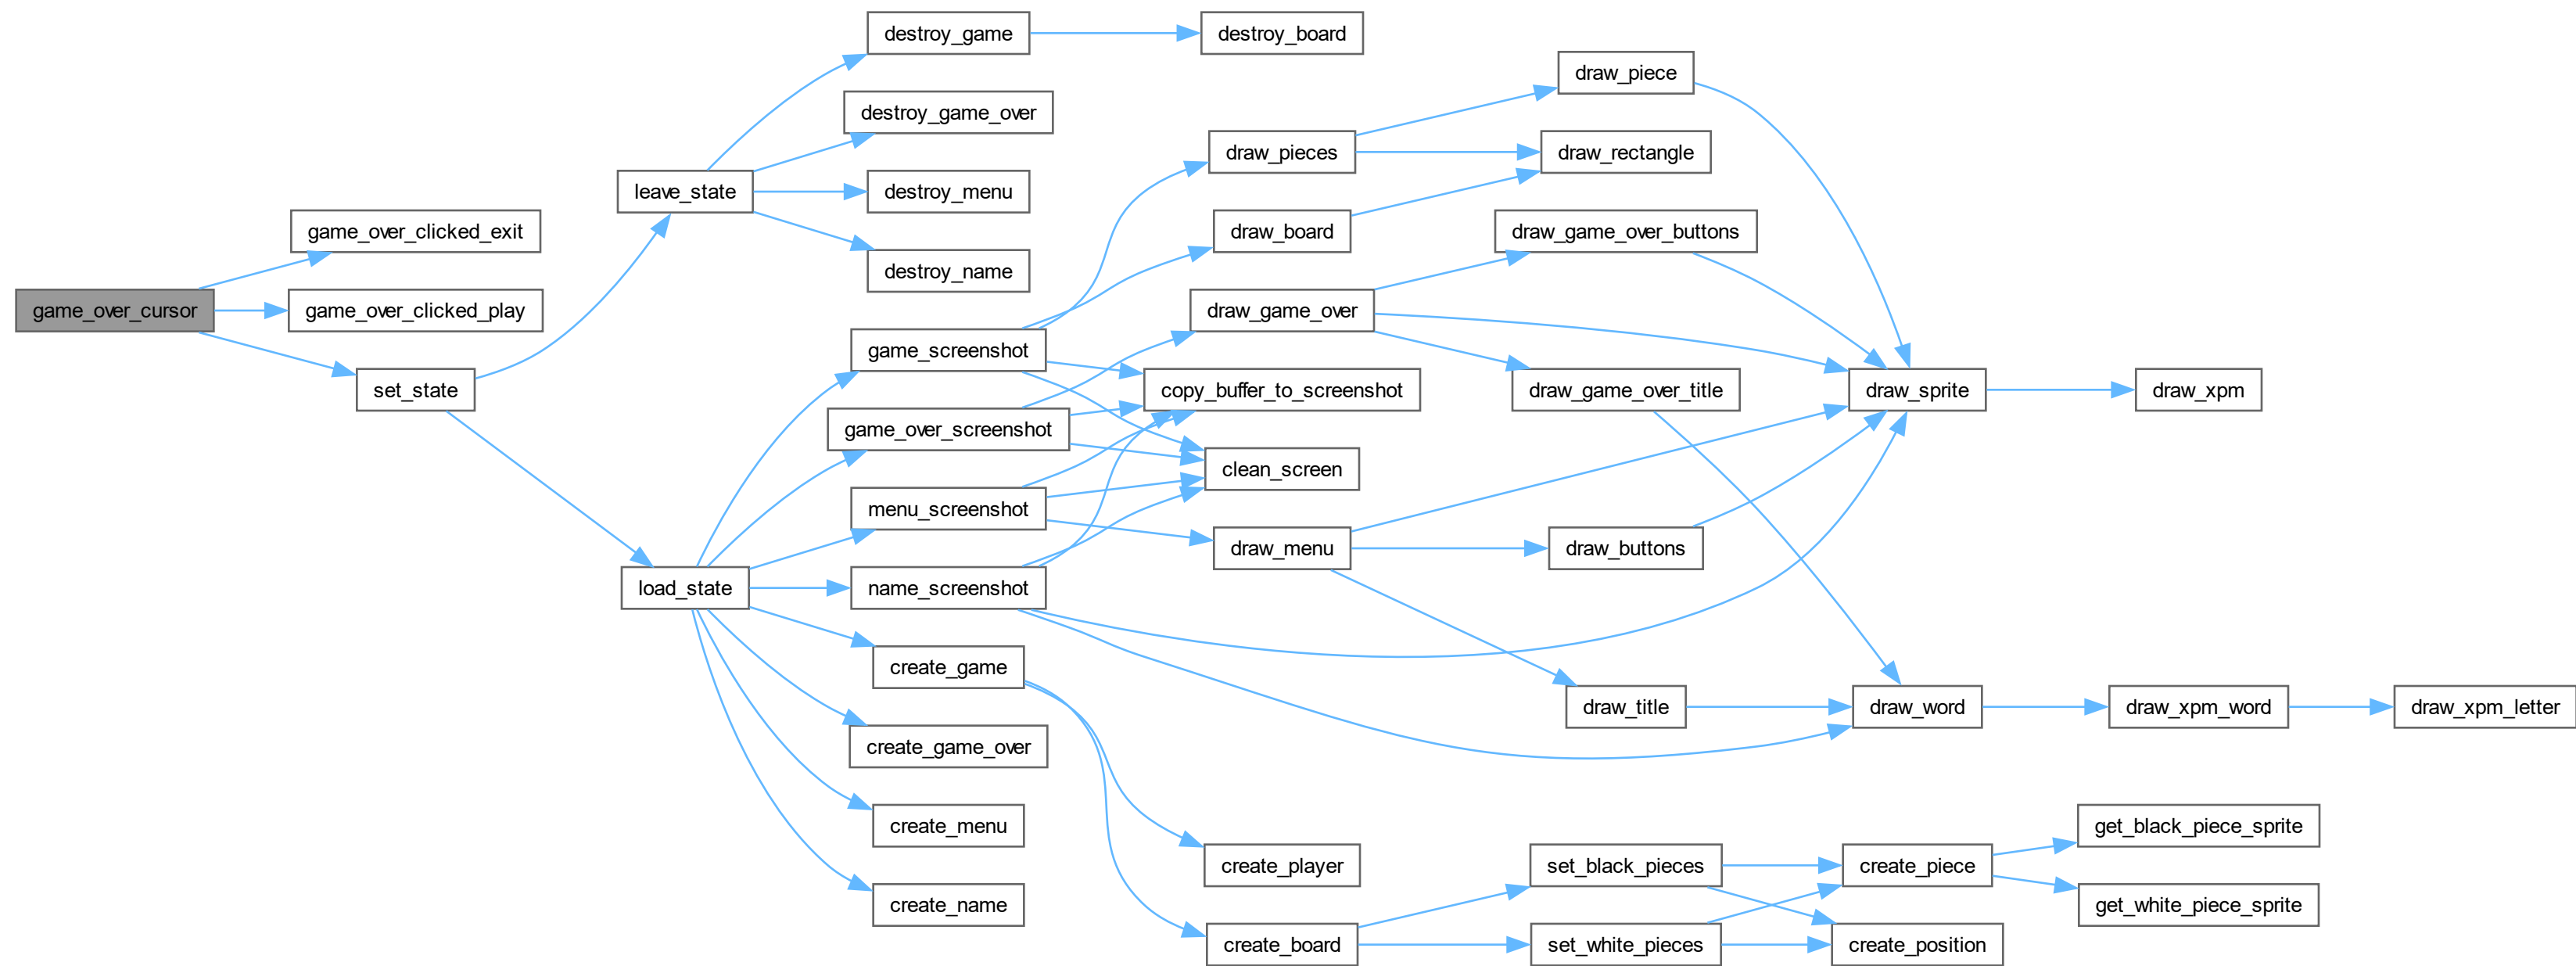 game_over_cursor
game_over_clicked_exit
game_over_clicked_play
set_state
leave_state
load_state
destroy_game
destroy_game_over
destroy_menu
destroy_name
game_screenshot
game_over_screenshot
menu_screenshot
name_screenshot
create_game
create_game_over
create_menu
create_name
destroy_board
draw_pieces
draw_board
draw_game_over
copy_buffer_to_screenshot
clean_screen
draw_menu
create_player
create_board
draw_piece
draw_rectangle
draw_game_over_buttons
draw_game_over_title
draw_buttons
draw_title
set_black_pieces
set_white_pieces
draw_sprite
draw_word
create_piece
create_position
draw_xpm
draw_xpm_word
get_black_piece_sprite
get_white_piece_sprite
draw_xpm_letter